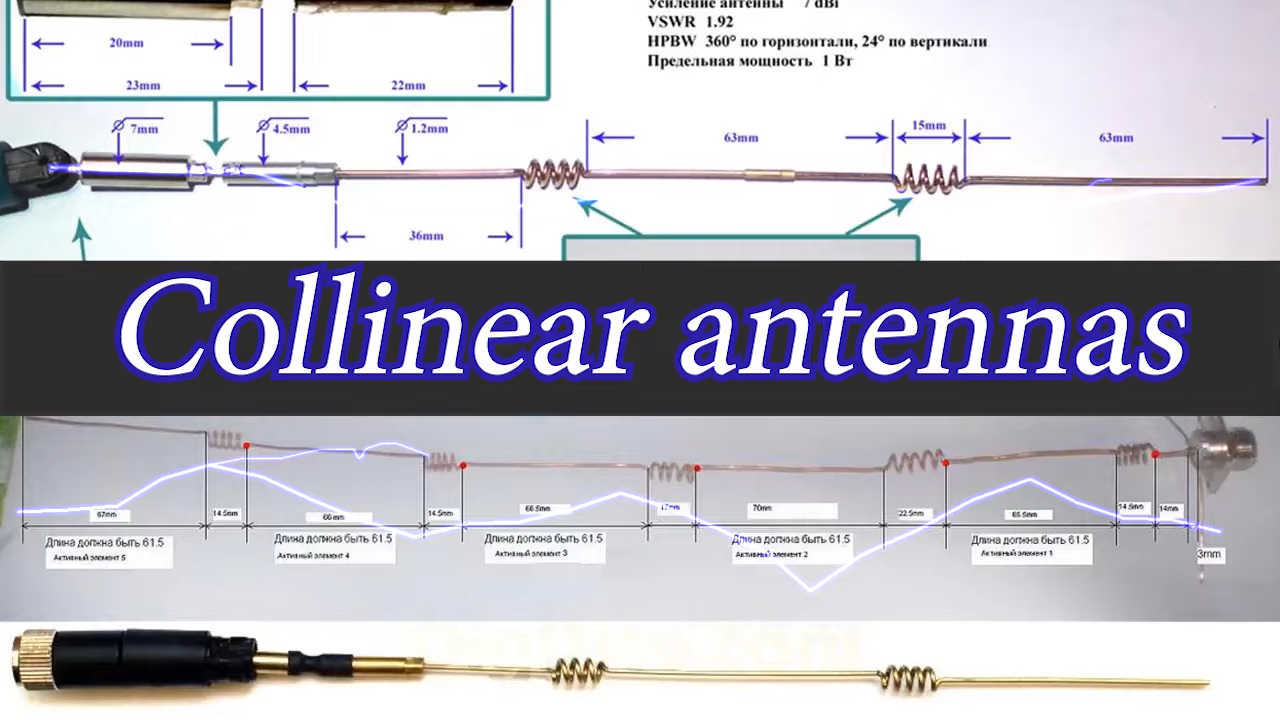 Усиление антенны 7 dBi
VSWR 1.92
HPBW 360° по горизонтали, 24° по вертикали
Предельная мощность 1 Вт
20mm
23mm
22mm
7mm
4.5mm
1.2mm
63mm
15mm
63mm
36mm
Collinear antennas
67mm
14.5mm
66mm
14.5mm
66.5mm
17mm
70mm
22.5mm
65.5mm
14.5mm
14mm
3mm
Длина должна быть 61.5
Активный элемент 5
Длина должна быть 61.5
Активный элемент 4
Длина должна быть 61.5
Активный элемент 3
Длина должна быть 61.5
Активный элемент 2
Длина должна быть 61.5
Активный элемент 1